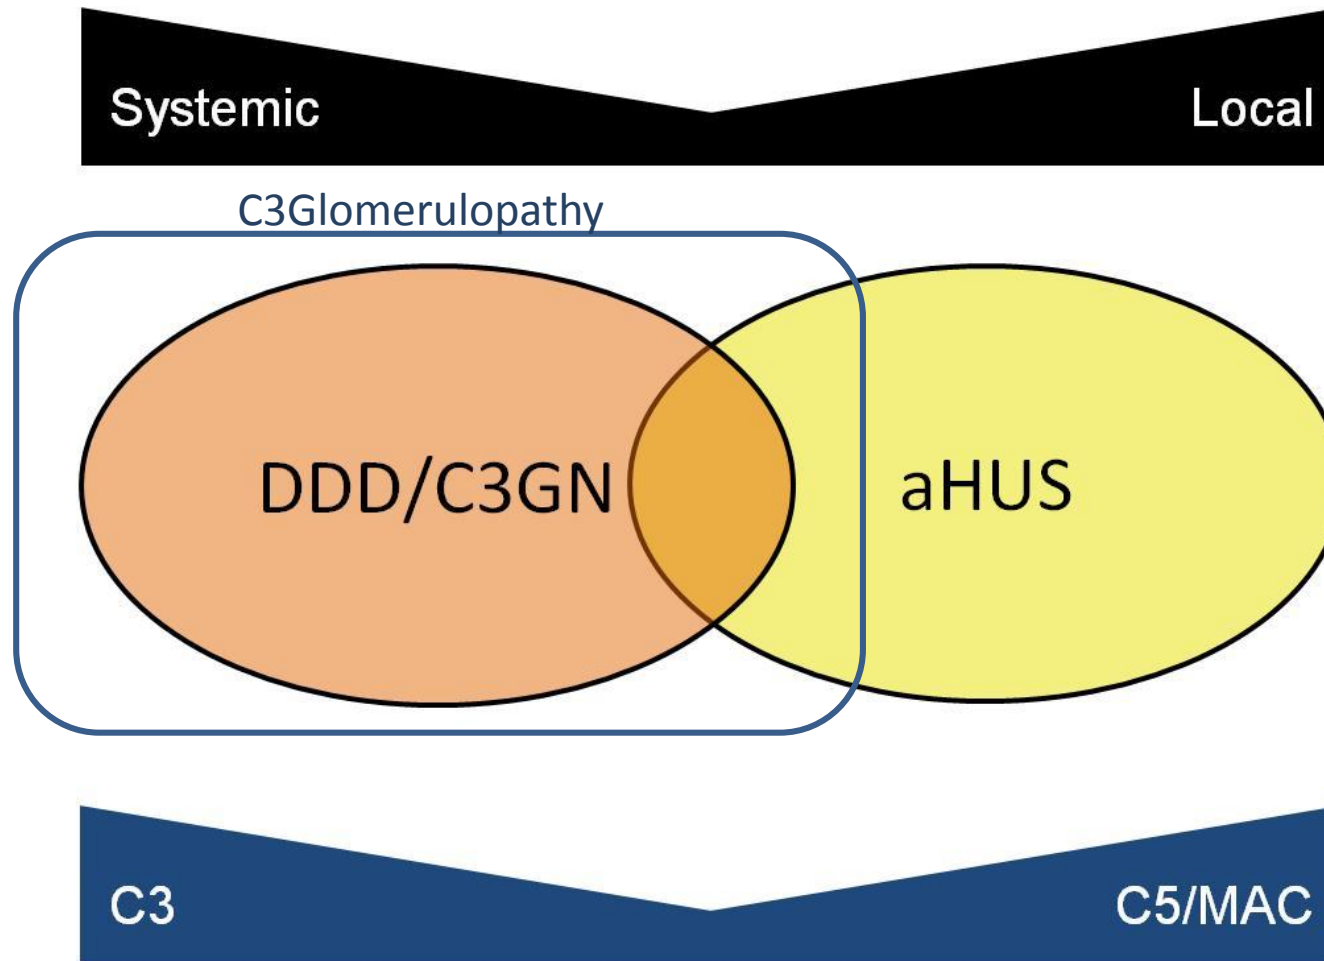 Systemic
Local
C3Glomerulopathy
DDD/C3GN
aHUS
C3
C5/MAC